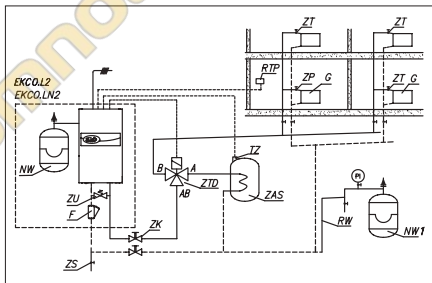 ZT
ZT
RTP
EKCO.L2
EKCO.LN2
ZP G
ZT G
NW
B
A
TZ
ZTD
AB
ZAS
PI
ZU
F
ZK
RW
NW1
ZS